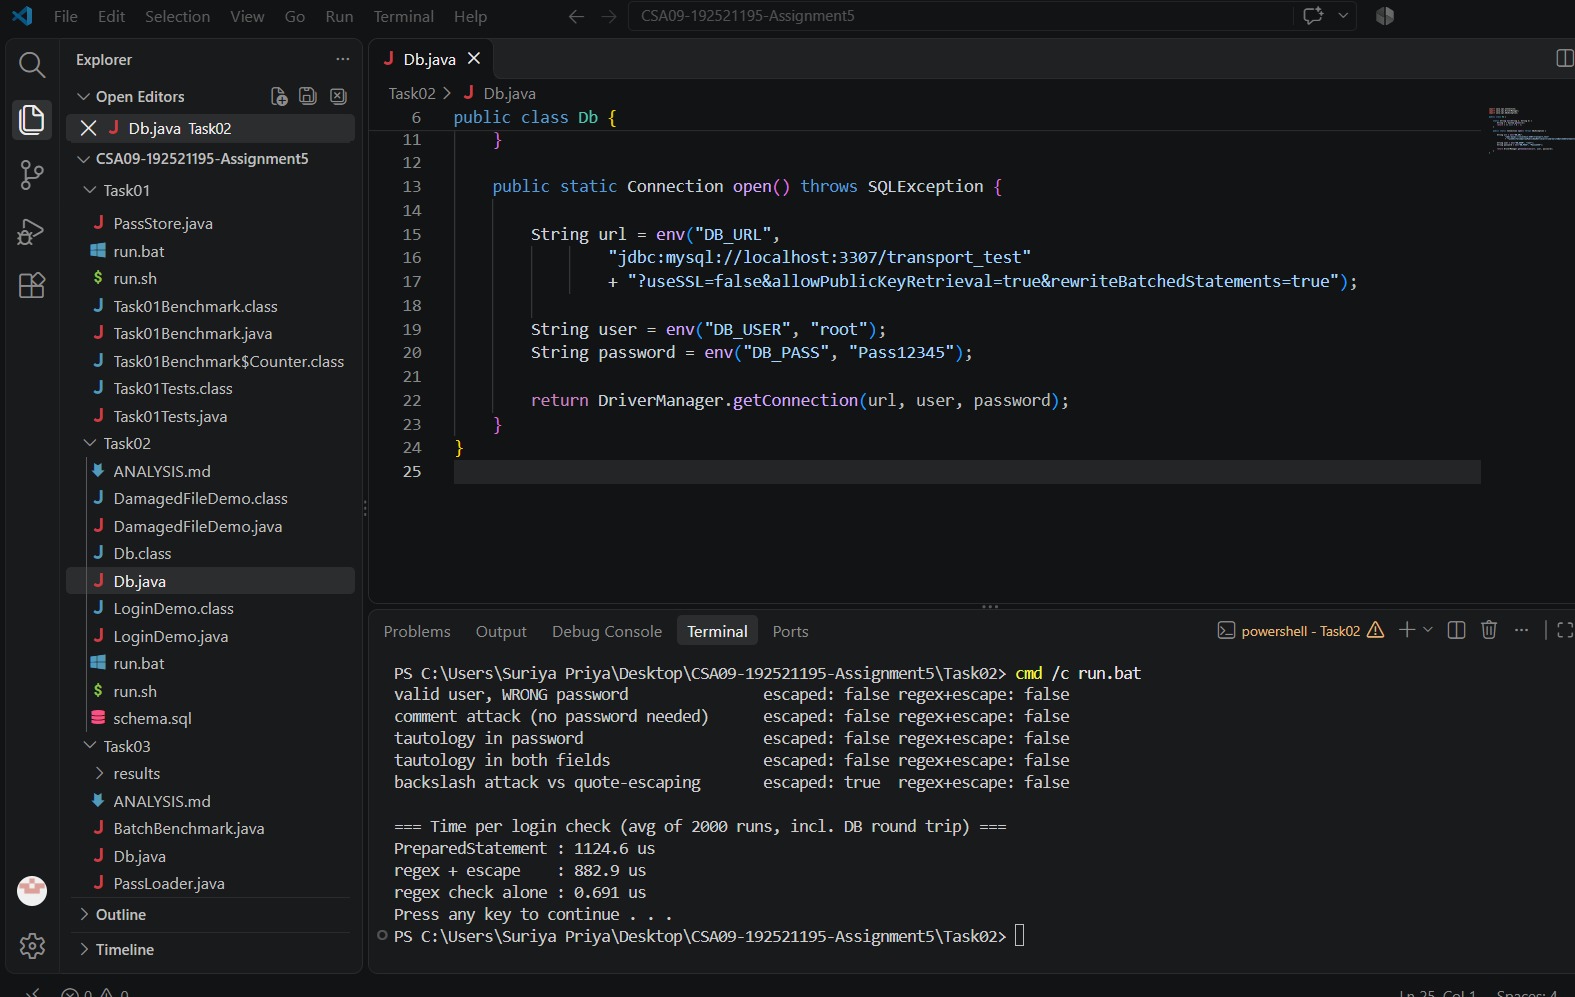 File Edit Selection View Go Run Terminal Help
CSA09-192521195-Assignment5
Explorer
Open Editors
Db.java Task02
CSA09-192521195-Assignment5
Task01
PassStore.java
run.bat
run.sh
Task01Benchmark.class
Task01Benchmark.java
Task01Benchmark$Counter.class
Task01Tests.class
Task01Tests.java
Task02
ANALYSIS.md
DamagedFileDemo.class
DamagedFileDemo.java
Db.class
Db.java
LoginDemo.class
LoginDemo.java
run.bat
run.sh
schema.sql
Task03
results
ANALYSIS.md
BatchBenchmark.java
Db.java
PassLoader.java
Outline
Timeline
Db.java
Task02 > Db.java
6 public class Db {
11 }
12
13 public static Connection open() throws SQLException {
14
15 String url = env("DB_URL",
16 "jdbc:mysql://localhost:3307/transport_test"
17 + "?useSSL=false&allowPublicKeyRetrieval=true&rewriteBatchedStatements=true");
18
19 String user = env("DB_USER", "root");
20 String password = env("DB_PASS", "Pass12345");
21
22 return DriverManager.getConnection(url, user, password);
23 }
24 }
25
Problems Output Debug Console Terminal Ports
powershell - Task02
PS C:\Users\Suriya Priya\Desktop\CSA09-192521195-Assignment5\Task02> cmd /c run.bat
valid user, WRONG password escaped: false regex+escape: false
comment attack (no password needed) escaped: false regex+escape: false
tautology in password escaped: false regex+escape: false
tautology in both fields escaped: false regex+escape: false
backslash attack vs quote-escaping escaped: true regex+escape: false
=== Time per login check (avg of 2000 runs, incl. DB round trip) ===
PreparedStatement : 1124.6 us
regex + escape : 882.9 us
regex check alone : 0.691 us
Press any key to continue . . .
PS C:\Users\Suriya Priya\Desktop\CSA09-192521195-Assignment5\Task02>
0 0
Ln 25, Col 1 Spaces: 4